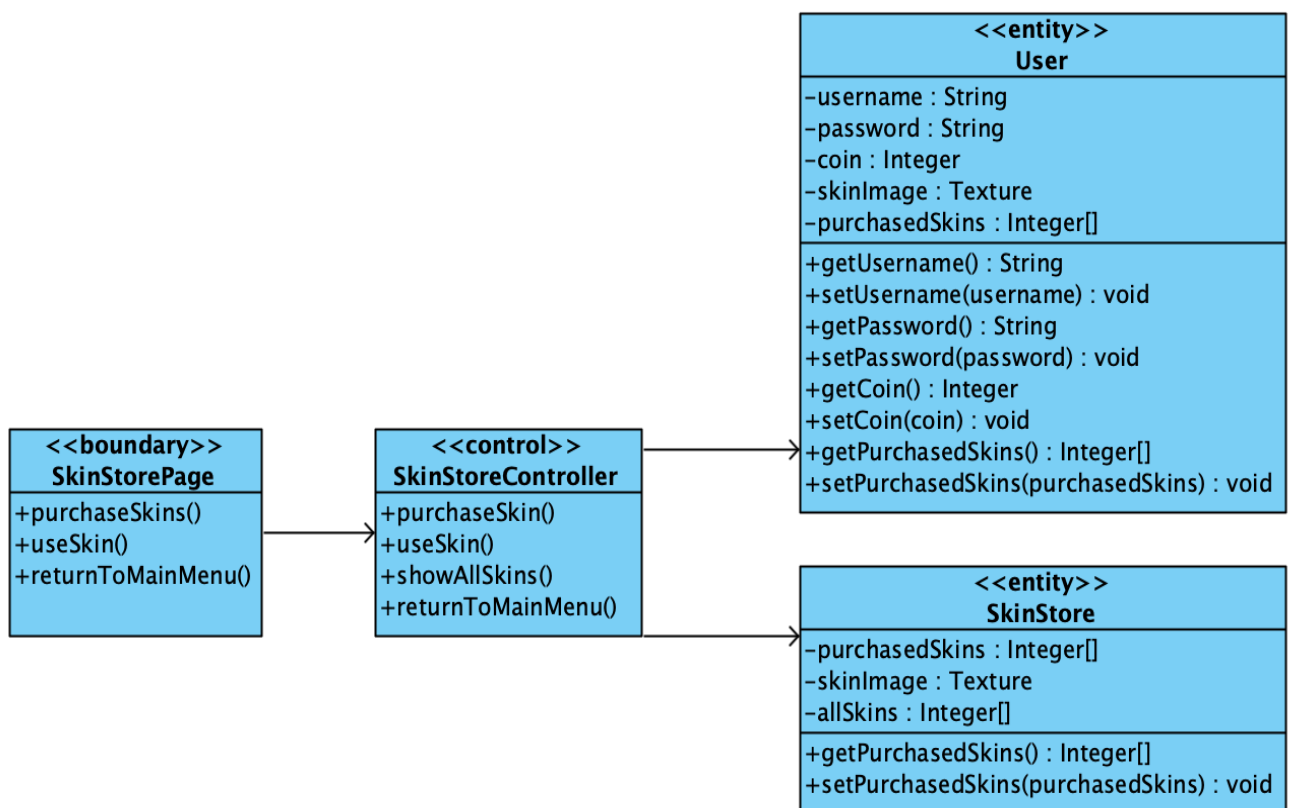 <<entity>>
User
-username : String
-password : String
-coin : Integer
-skinImage : Texture
-purchasedSkins : Integer[]
+getUsername() : String
+setUsername(username) : void
+getPassword() : String
+setPassword(password) : void
+getCoin() : Integer
+setCoin(coin) : void
+getPurchasedSkins() : Integer[]
+setPurchasedSkins(purchasedSkins) : void
<<boundary>>
SkinStorePage
+purchaseSkins()
+useSkin()
+returnToMainMenu()
<<control>>
SkinStoreController
+purchaseSkin()
+useSkin()
+showAllSkins()
+returnToMainMenu()
<<entity>>
SkinStore
-purchasedSkins : Integer[]
-skinImage : Texture
-allSkins : Integer[]
+getPurchasedSkins() : Integer[]
+setPurchasedSkins(purchasedSkins) : void